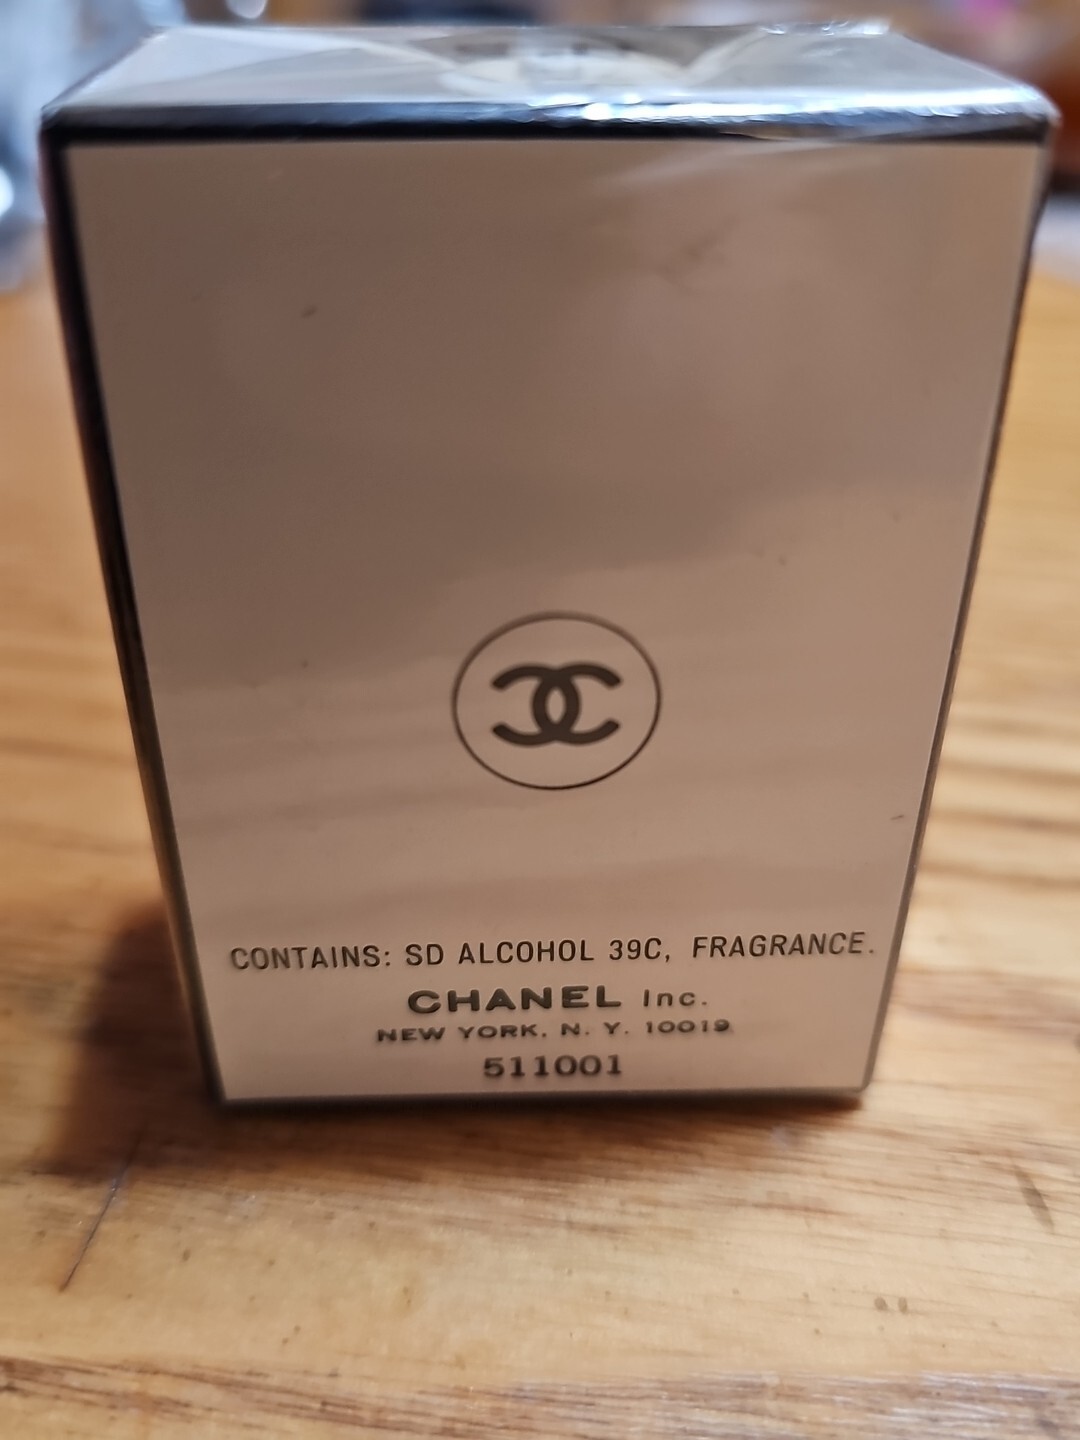 CONTAINS: SD ALCOHOL 39C, FRAGRANCE.
CHANEL Inc.
NEW YORK, N. Y. 10019
511001